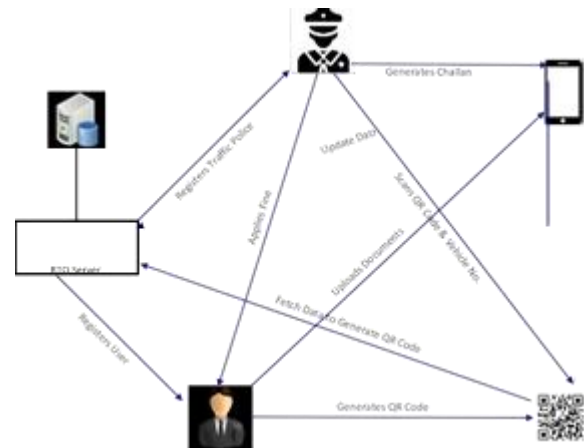 Generates Challan
Registers Traffic Police
Update Data
Applies Fine
Scans QR Code & Vehicle No.
Uploads Documents
RTO Server
Fetch Data to Generate QR Code
Registers User
Generates QR Code